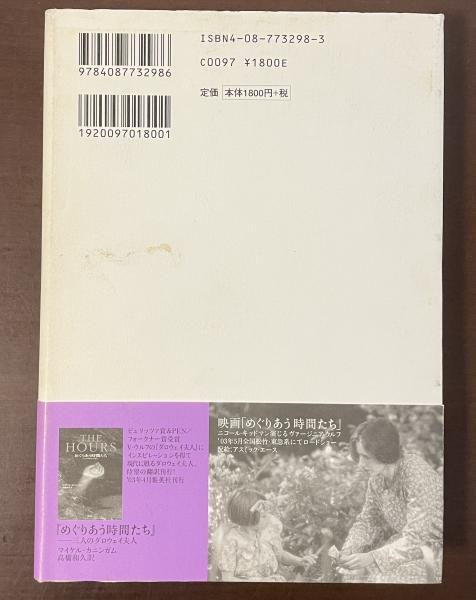 ISBN4-08-773298-3
C0097 ¥1800E
定価 本体1800円+税
9784087732986
1920097018001
THE
HOURS
めぐりあう時間たち
ピュリッツァ賞&PEN/
フォークナー賞受賞
V・ウルフの「ダロウェイ夫人」に
インスピレーションを得て
現代に甦るダロウェイ夫人、
待望の翻訳刊行!
'03年4月集英社刊行
『めぐりあう時間たち』
——三人のダロウェイ夫人
マイケル・カニンガム
高橋和久訳
映画「めぐりあう時間たち」
ニコール・キッドマン演じるヴァージニア・ウルフ
'03年5月全国松竹・東急系にてロードショー
配給:アスミック・エース